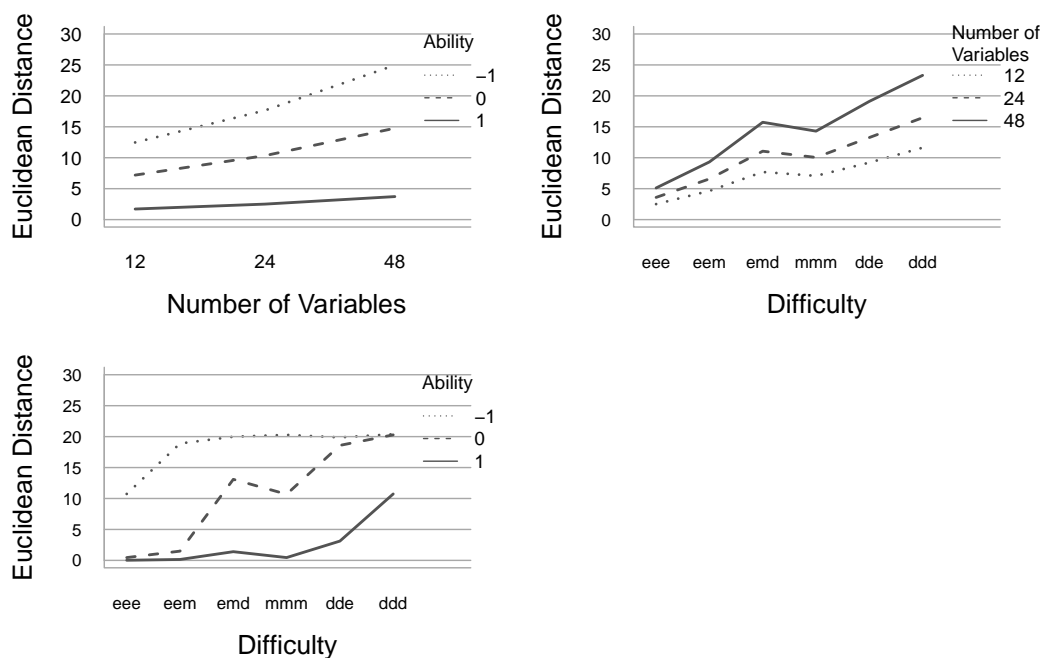 Euclidean Distance
30
25
20
15
10
5
0
12
24
48
Number of Variables
Ability
−1
0
1
Euclidean Distance
30
25
20
15
10
5
0
eee
eem
emd
mmm
dde
ddd
Difficulty
Number of
Variables
12
24
48
Euclidean Distance
30
25
20
15
10
5
0
eee
eem
emd
mmm
dde
ddd
Difficulty
Ability
−1
0
1